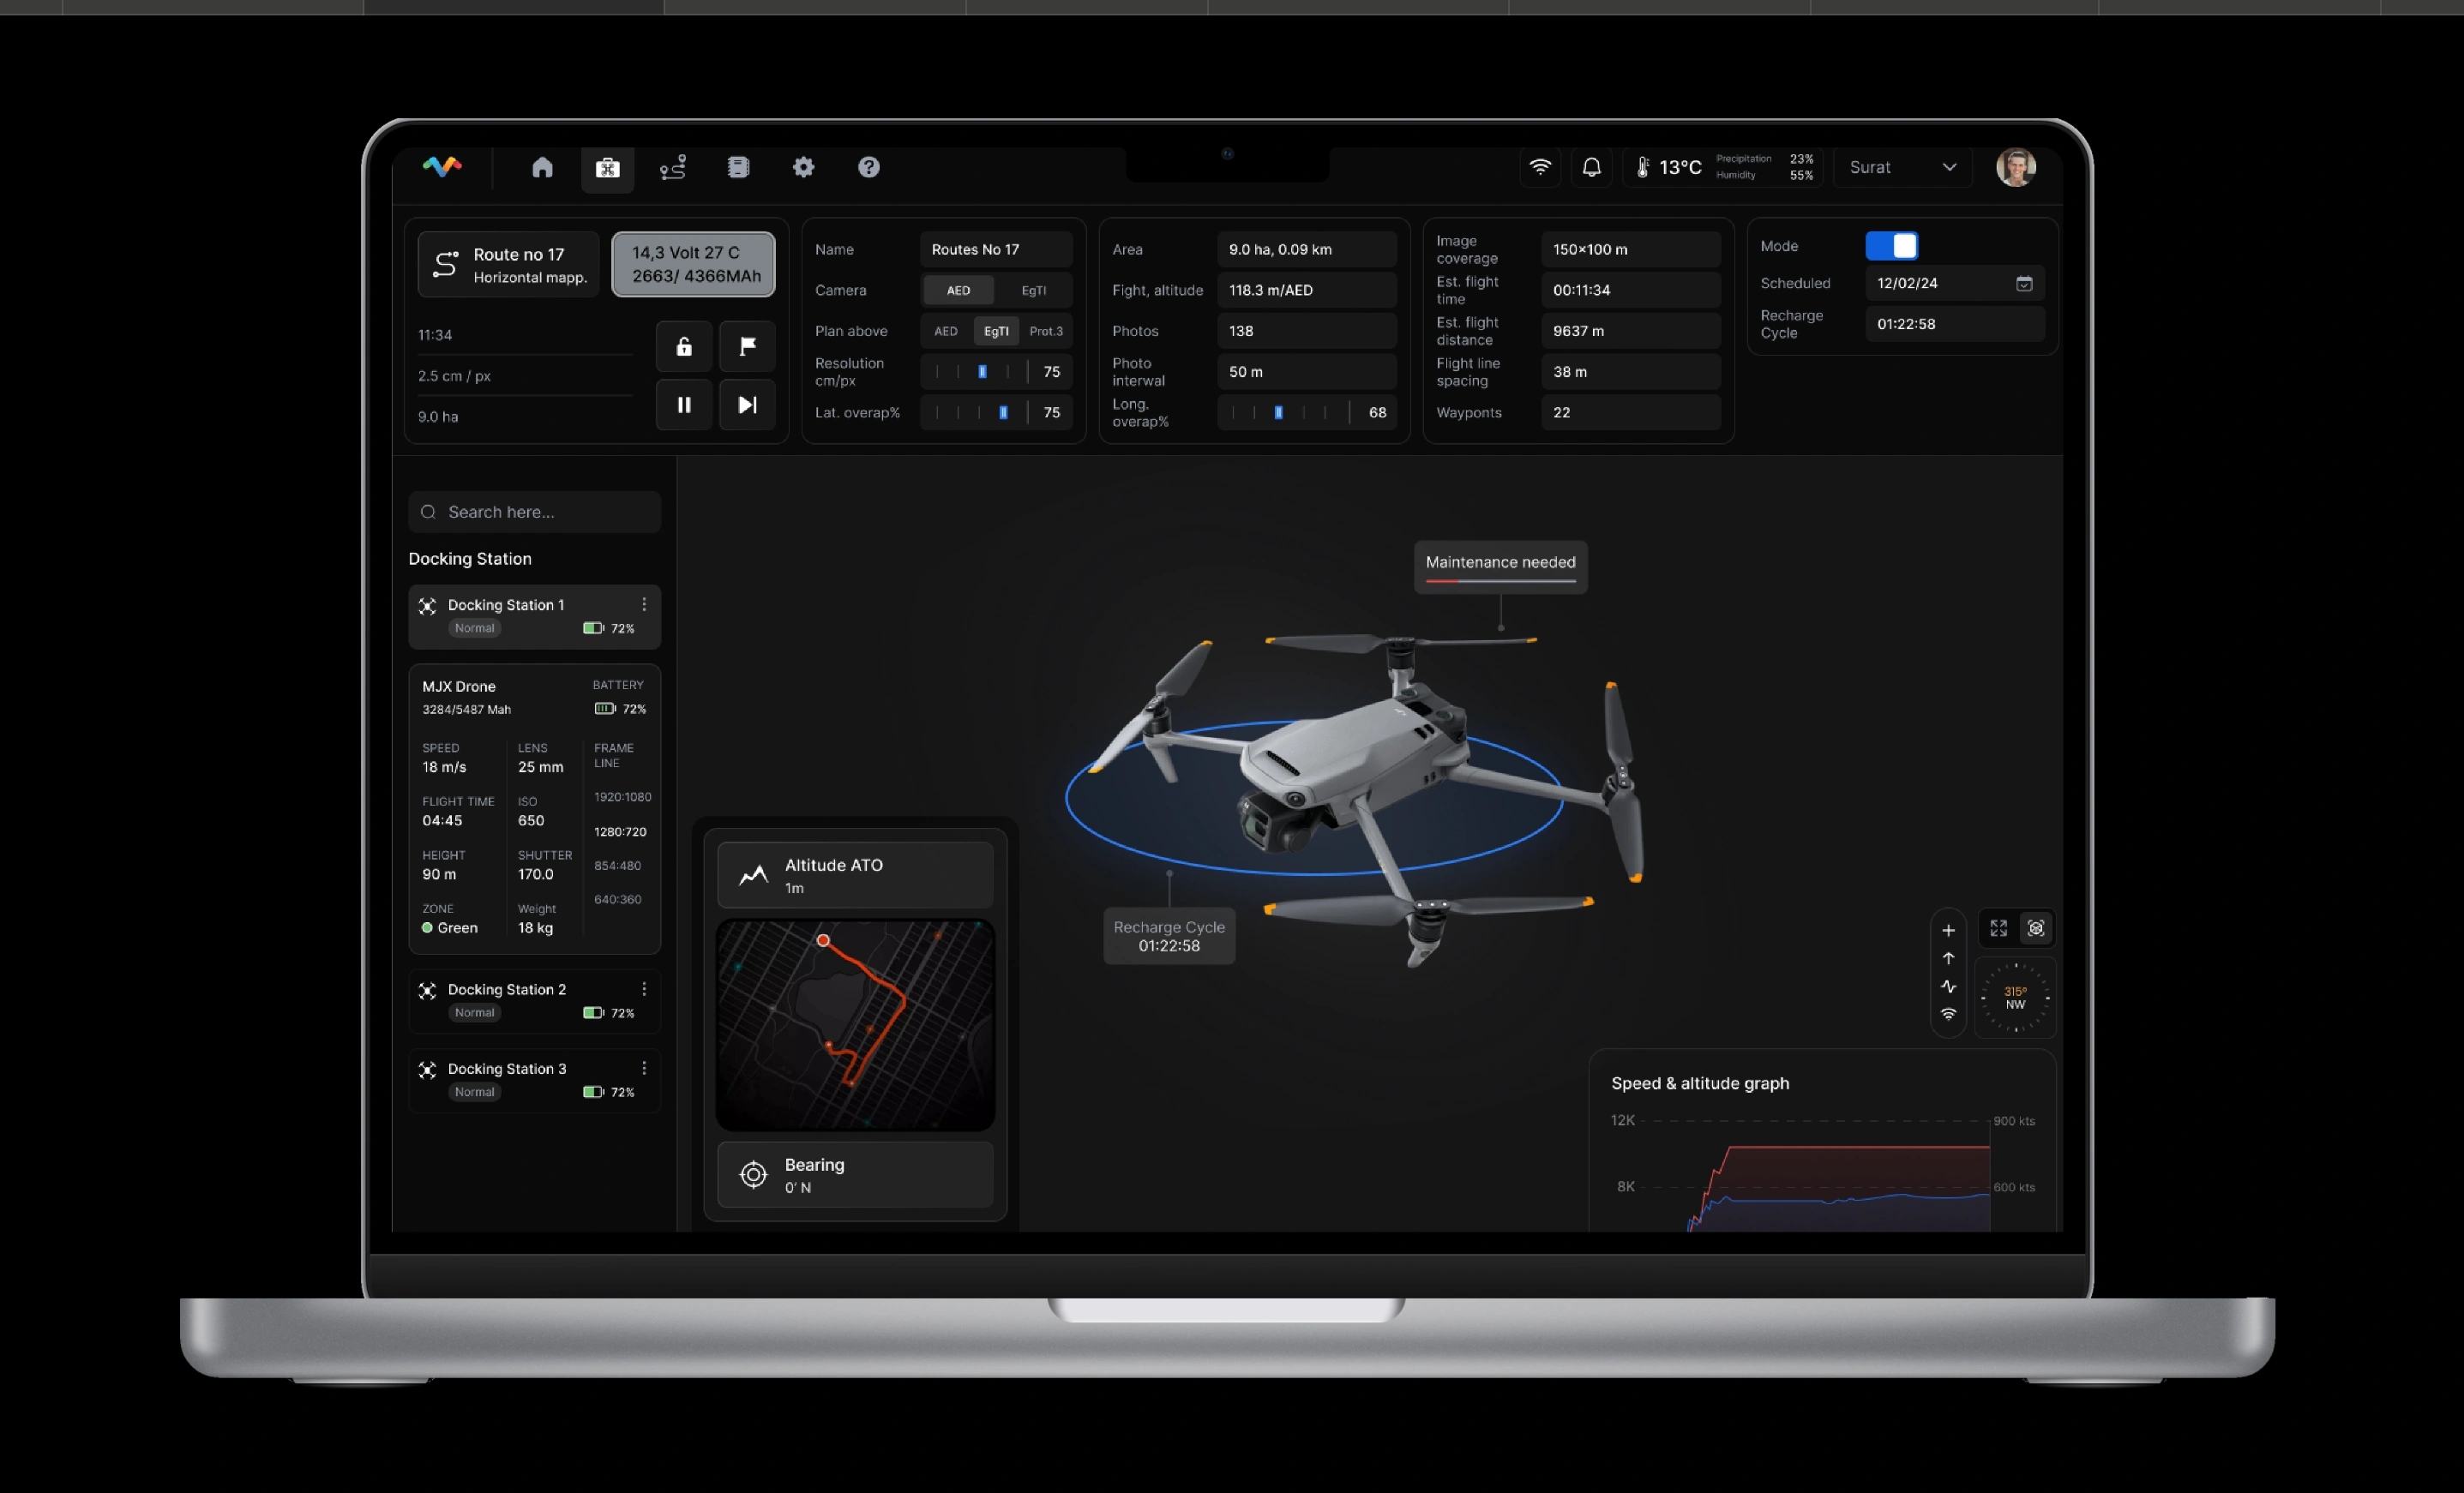 13°C
Precipitation 23%
Humidity 55%
Surat
Route no 17
Horizontal mapp.
14,3 Volt 27 C
2663/ 4366MAh
11:34
2.5 cm / px
9.0 ha
Name Routes No 17
Camera AED EgTI
Plan above AED EgTI Prot.3
Resolution
cm/px 75
Lat. overap% 75
Area 9.0 ha, 0.09 km
Fight, altitude 118.3 m/AED
Photos 138
Photo
interwal 50 m
Long.
overap% 68
Image
coverage 150×100 m
Est. flight
time 00:11:34
Est. flight
distance 9637 m
Flight line
spacing 38 m
Wayponts 22
Mode
Scheduled 12/02/24
Recharge
Cycle 01:22:58
Search here...
Docking Station
Docking Station 1
Normal 72%
MJX Drone BATTERY
3284/5487 Mah 72%
SPEED
18 m/s
LENS
25 mm
FRAME
LINE
FLIGHT TIME
04:45
ISO
650
1920:1080
1280:720
HEIGHT
90 m
SHUTTER
170.0
854:480
640:360
ZONE
Green
Weight
18 kg
Docking Station 2
Normal 72%
Docking Station 3
Normal 72%
Maintenance needed
Recharge Cycle
01:22:58
Altitude ATO
1m
Bearing
0' N
315°
NW
Speed & altitude graph
12K 900 kts
8K 600 kts